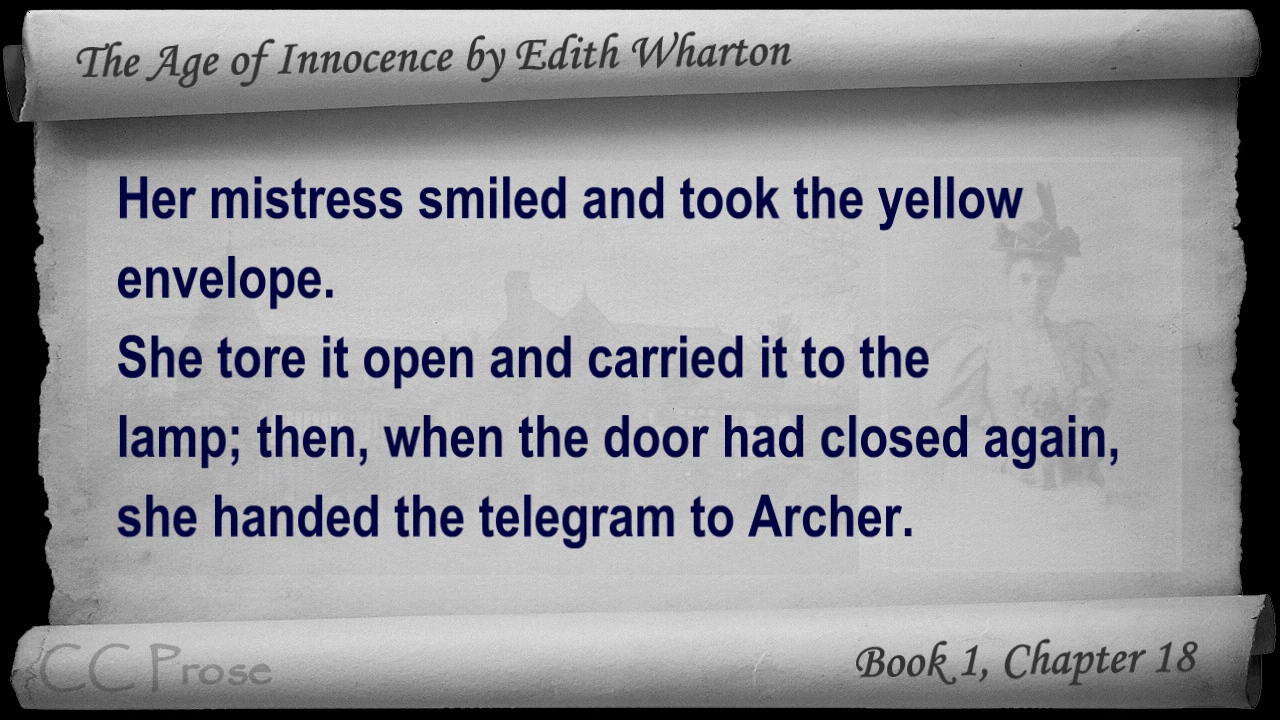 The Age of Innocence by Edith Wharton
Her mistress smiled and took the yellow
envelope.
She tore it open and carried it to the
lamp; then, when the door had closed again,
she handed the telegram to Archer.
CC Prose
Book 1, Chapter 18